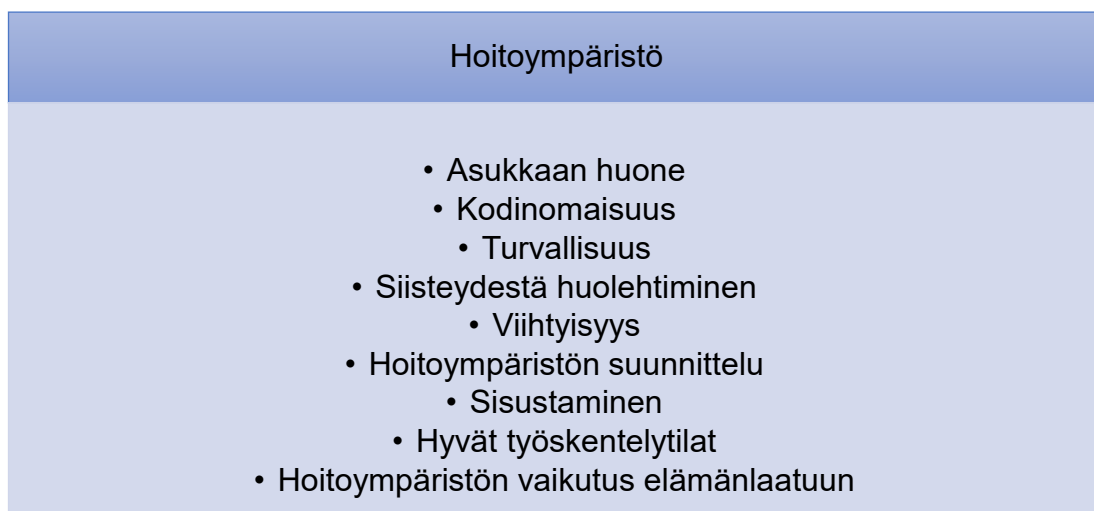 Hoitoympäristö
• Asukkaan huone
• Kodinomaisuus
• Turvallisuus
• Siisteydestä huolehtiminen
• Viihtyisyys
• Hoitoympäristön suunnittelu
• Sisustaminen
• Hyvät työskentelytilat
• Hoitoympäristön vaikutus elämänlaatuun